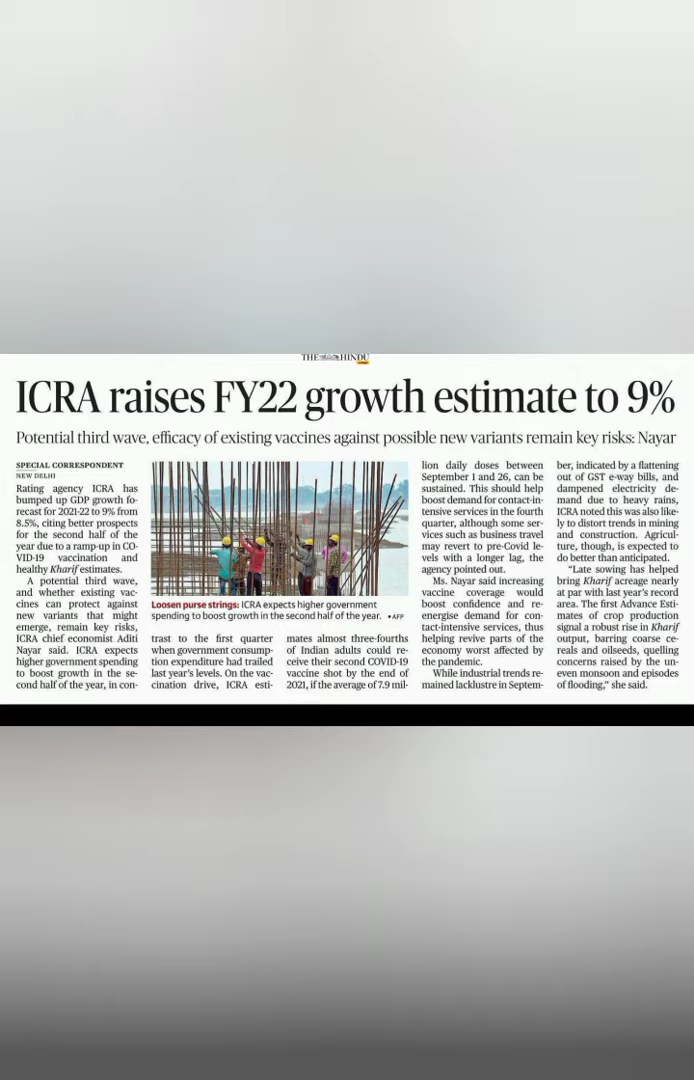 THE HINDU
ICRA raises FY22 growth estimate to 9%
Potential third wave, efficacy of existing vaccines against possible new variants remain key risks: Nayar
SPECIAL CORRESPONDENT
NEW DELHI
Rating agency ICRA has
bumped up GDP growth fo-
recast for 2021-22 to 9% from
8.5%, citing better prospects
for the second half of the
year due to a ramp-up in CO-
VID-19 vaccination and
healthy Kharif estimates.
A potential third wave,
and whether existing vac-
cines can protect against
new variants that might
emerge, remain key risks,
ICRA chief economist Aditi
Nayar said. ICRA expects
higher government spending
to boost growth in the se-
cond half of the year, in con-
Loosen purse strings: ICRA expects higher government
spending to boost growth in the second half of the year. •AFP
trast to the first quarter
when government consump-
tion expenditure had trailed
last year's levels. On the vac-
cination drive, ICRA esti-
mates almost three-fourths
of Indian adults could re-
ceive their second COVID-19
vaccine shot by the end of
2021, if the average of 7.9 mil-
lion daily doses between
September 1 and 26, can be
sustained. This should help
boost demand for contact-in-
tensive services in the fourth
quarter, although some ser-
vices such as business travel
may revert to pre-Covid le-
vels with a longer lag, the
agency pointed out.
Ms. Nayar said increasing
vaccine coverage would
boost confidence and re-
energise demand for con-
tact-intensive services, thus
helping revive parts of the
economy worst affected by
the pandemic.
While industrial trends re-
mained lacklustre in Septem-
ber, indicated by a flattening
out of GST e-way bills, and
dampened electricity de-
mand due to heavy rains,
ICRA noted this was also like-
ly to distort trends in mining
and construction. Agricul-
ture, though, is expected to
do better than anticipated.
"Late sowing has helped
bring Kharif acreage nearly
at par with last year's record
area. The first Advance Esti-
mates of crop production
signal a robust rise in Kharif
output, barring coarse ce-
reals and oilseeds, quelling
concerns raised by the un-
even monsoon and episodes
of flooding," she said.